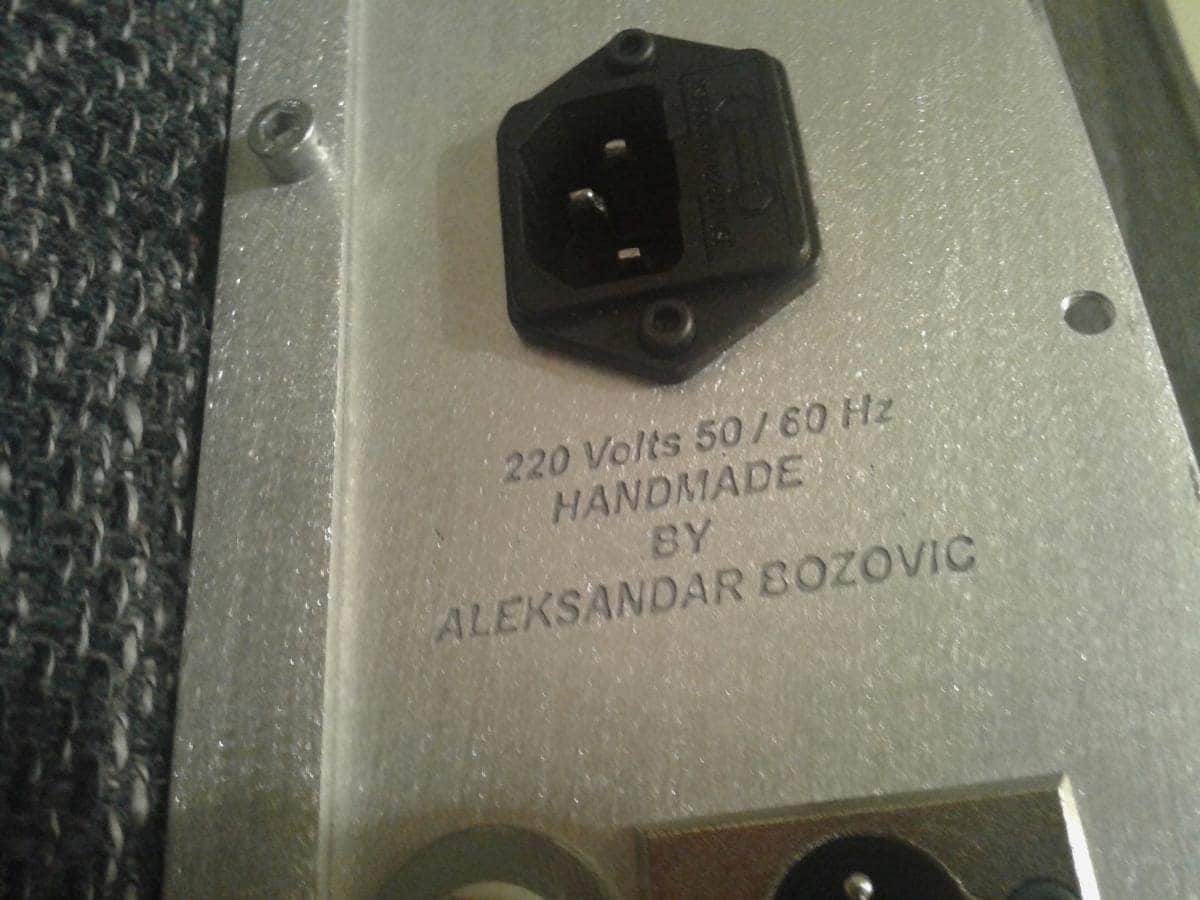 220 Volts 50 / 60 Hz
HANDMADE
BY
ALEKSANDAR BOZOVIC